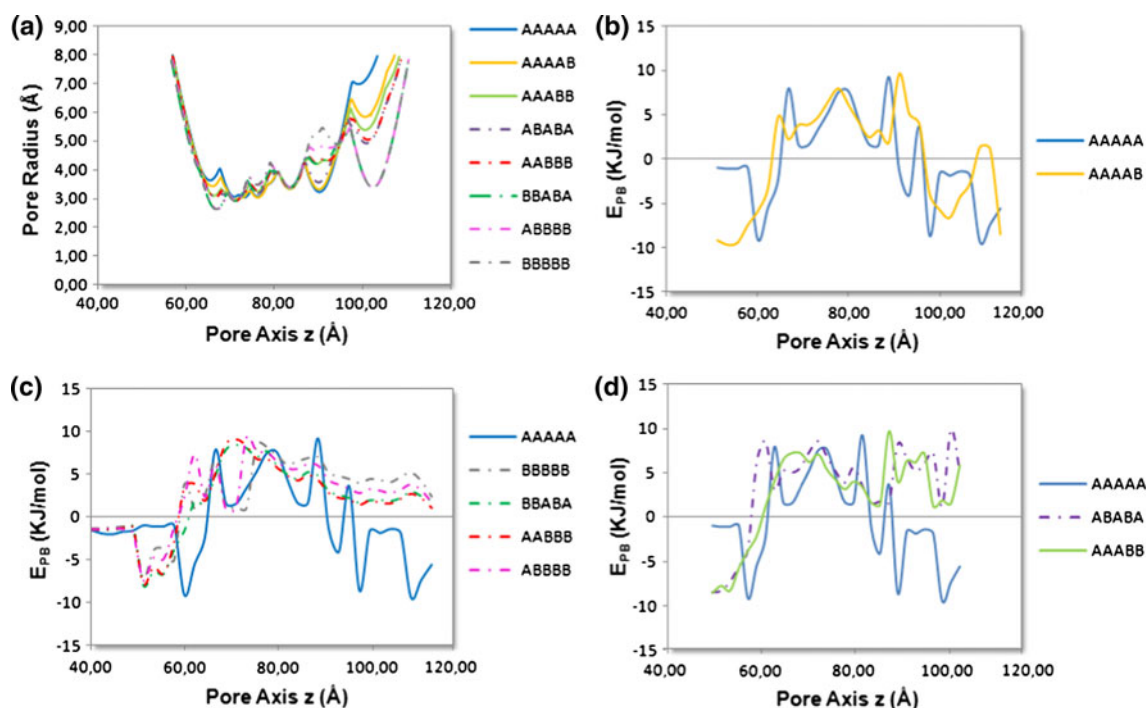 (a)
9,00
8,00
7,00
6,00
5,00
4,00
3,00
2,00
1,00
0,00
Pore Radius (Å)
40,00 60,00 80,00 100,00
Pore Axis z (Å)
AAAAA
AAAAB
AAABB
ABABA
AABBB
BBABA
ABBBB
BBBBB
(b)
15
10
5
0
-5
-10
-15
EPB (KJ/mol)
40,00 60,00 80,00 100,00 120,00
Pore Axis z (Å)
AAAAA
AAAAB
(c)
15
10
5
0
-5
-10
-15
EPB (KJ/mol)
40,00 60,00 80,00 100,00 120,00
Pore Axis z (Å)
AAAAA
BBBBB
BBABA
AABBB
ABBBB
(d)
15
10
5
0
-5
-10
-15
EPB (KJ/mol)
40,00 60,00 80,00 100,00 120,00
Pore Axis z (Å)
AAAAA
ABABA
AAABB